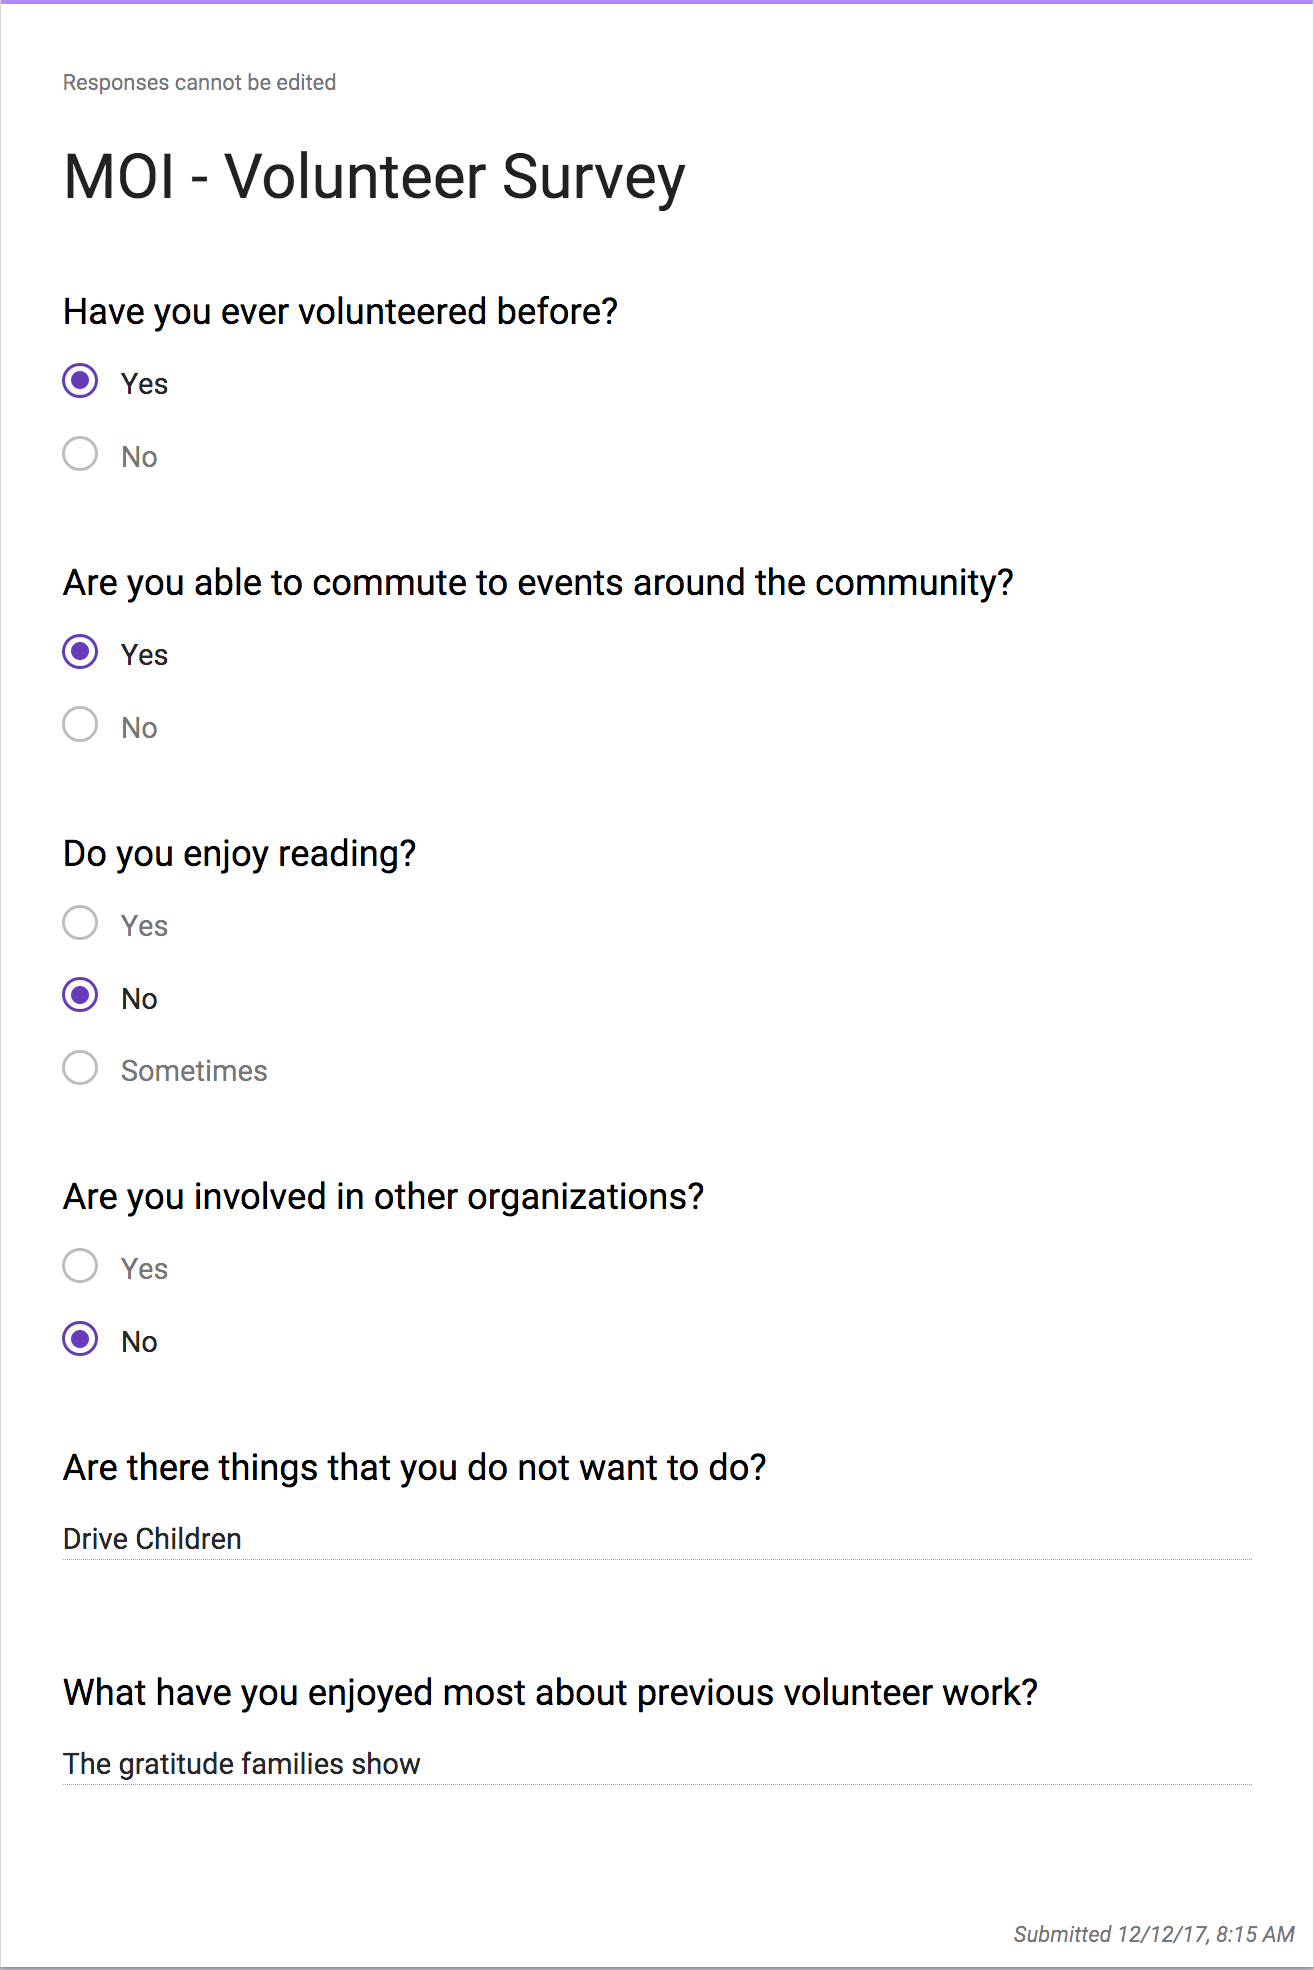 Responses cannot be edited
MOI - Volunteer Survey
Have you ever volunteered before?
Yes
No
Are you able to commute to events around the community?
Yes
No
Do you enjoy reading?
Yes
No
Sometimes
Are you involved in other organizations?
Yes
No
Are there things that you do not want to do?
Drive Children
What have you enjoyed most about previous volunteer work?
The gratitude families show
Submitted 12/12/17, 8:15 AM